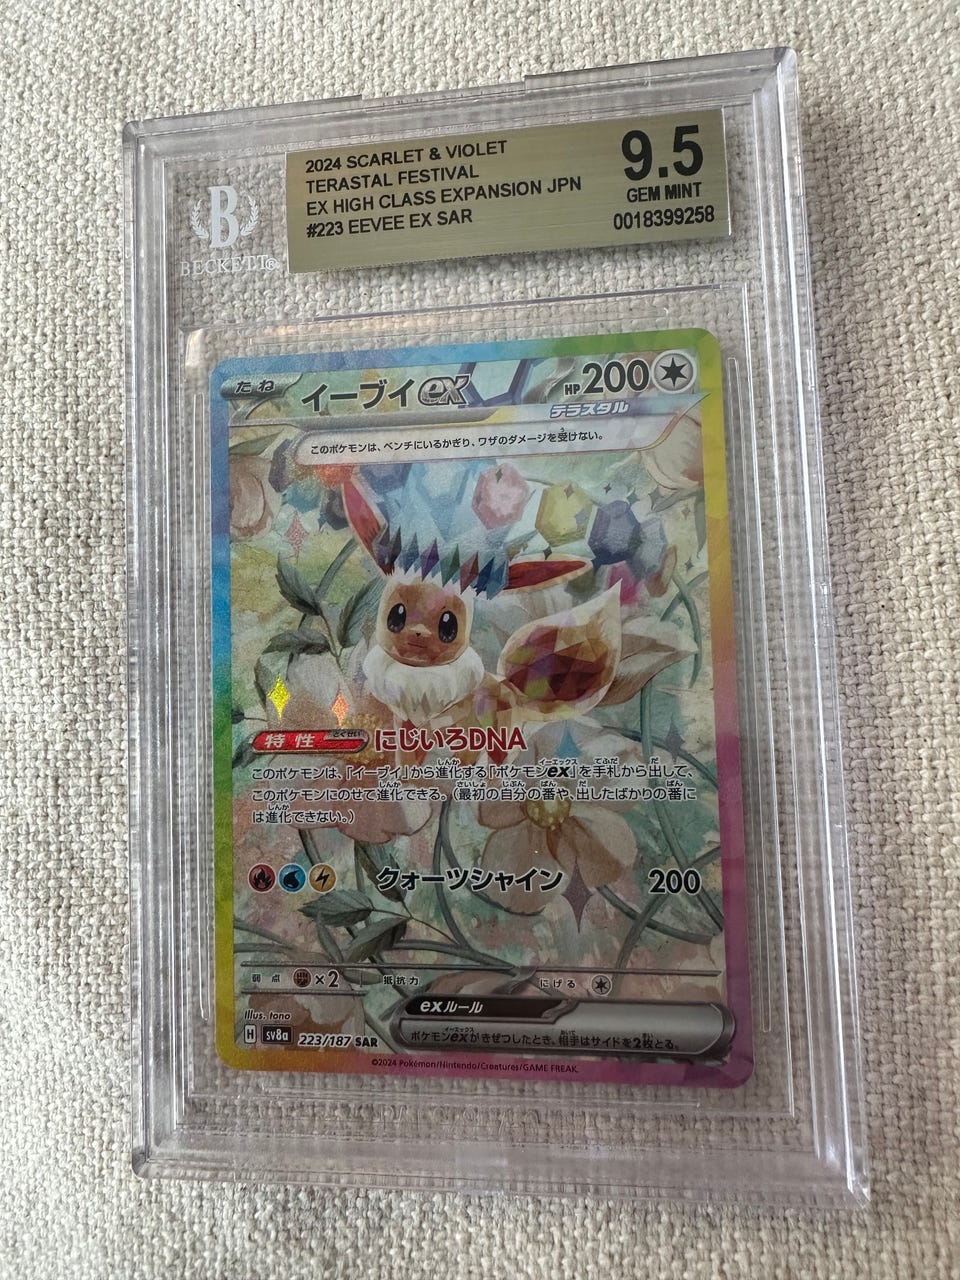 2024 SCARLET & VIOLET
TERASTAL FESTIVAL
EX HIGH CLASS EXPANSION JPN
#223 EEVEE EX SAR
9.5
GEM MINT
0018399258
B
BECKETT®
たね
イーブイex
HP200
テラスタル
このポケモンは、ベンチにいるかぎり、ワザのダメージを受けない。
特性 にじいろDNA
このポケモンは、「イーブイ」から進化する「ポケモンex」を手札から出して、
このポケモンにのせて進化できる。(最初の自分の番や、出したばかりの番に
は進化できない。)
クォーツシャイン 200
弱点 ×2 抵抗力 にげる
Illus. tono
exルール
ポケモンexがきぜつしたとき、相手はサイドを2枚とる。
H sv8a 223/187 SAR
©2024 Pokémon/Nintendo/Creatures/GAME FREAK.